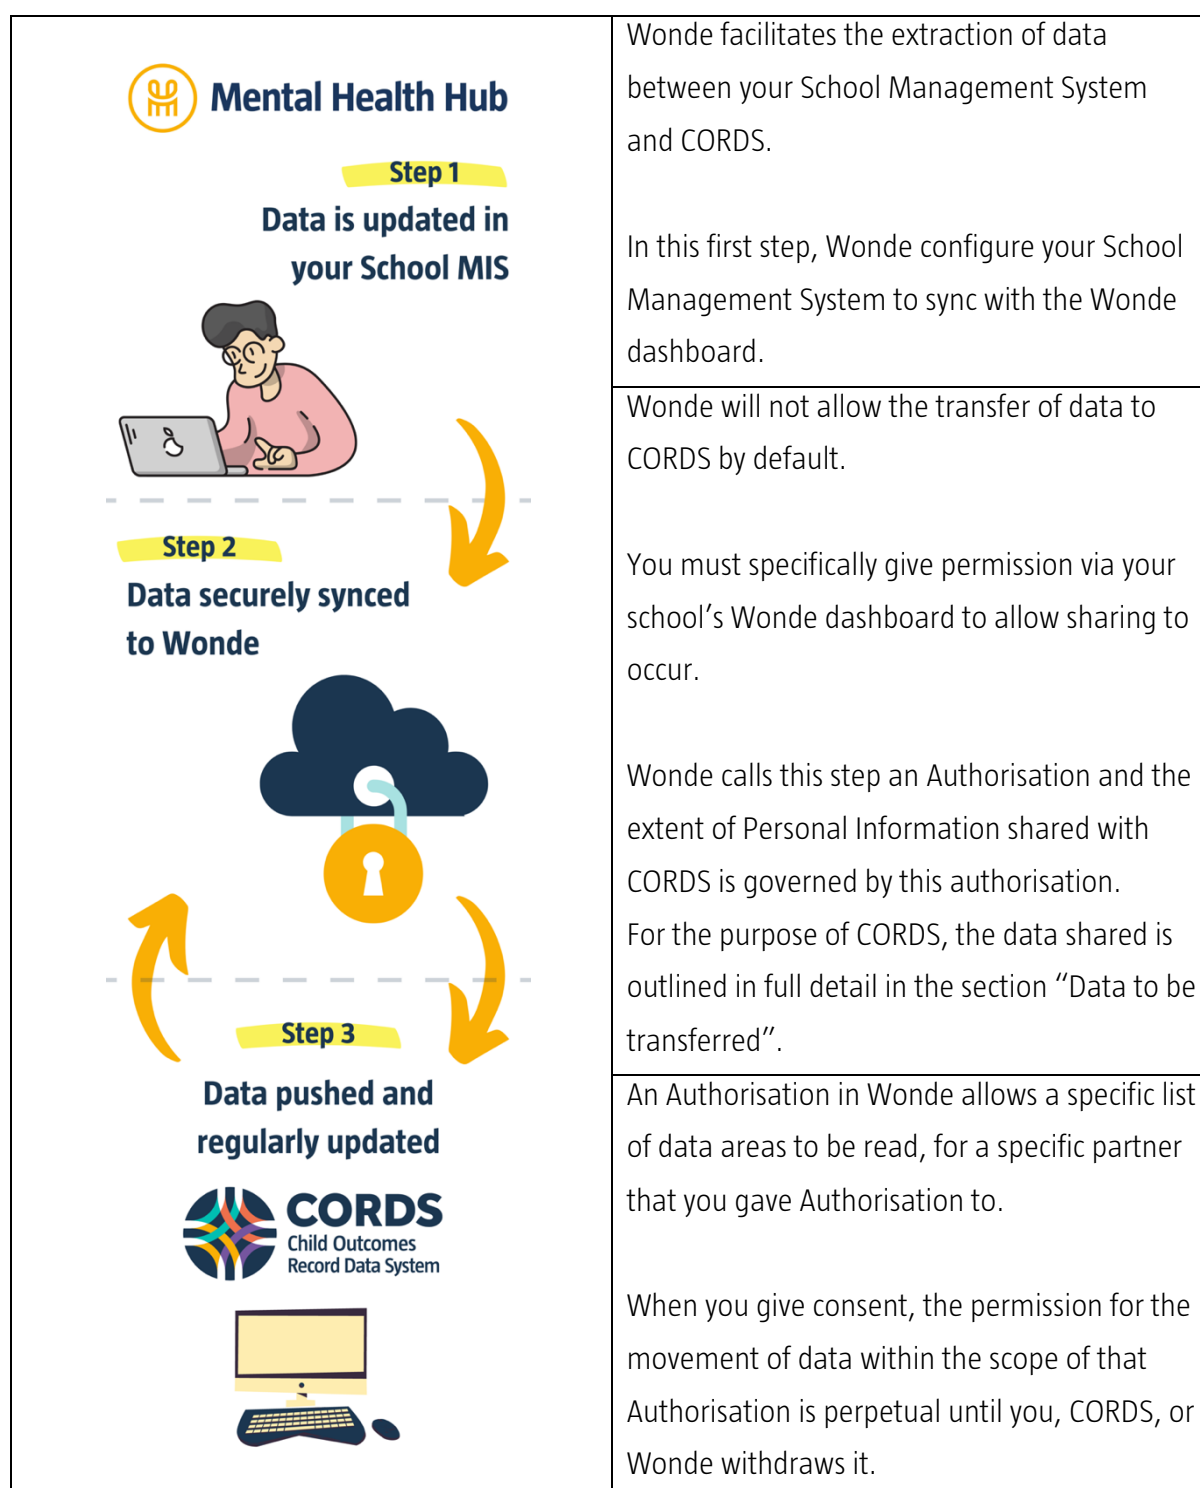 Mental Health Hub
Step 1
Data is updated in
your School MIS
Step 2
Data securely synced
to Wonde
Step 3
Data pushed and
regularly updated
CORDS
Child Outcomes
Record Data System
Wonde facilitates the extraction of data
between your School Management System
and CORDS.
In this first step, Wonde configure your School
Management System to sync with the Wonde
dashboard.
Wonde will not allow the transfer of data to
CORDS by default.
You must specifically give permission via your
school’s Wonde dashboard to allow sharing to
occur.
Wonde calls this step an Authorisation and the
extent of Personal Information shared with
CORDS is governed by this authorisation.
For the purpose of CORDS, the data shared is
outlined in full detail in the section “Data to be
transferred”.
An Authorisation in Wonde allows a specific list
of data areas to be read, for a specific partner
that you gave Authorisation to.
When you give consent, the permission for the
movement of data within the scope of that
Authorisation is perpetual until you, CORDS, or
Wonde withdraws it.